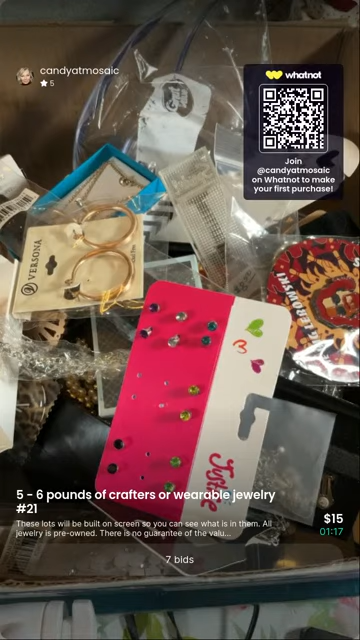 candyatmosaic
★ 5
whatnot
Join
@candyatmosaic
on Whatnot to make
your first purchase!
VERSONA
Justice
5 - 6 pounds of crafters or wearable jewelry
#21
These lots will be built on screen so you can see what is in them. All
jewelry is pre-owned. There is no guarantee of the valu...
$15
01:17
7 bids